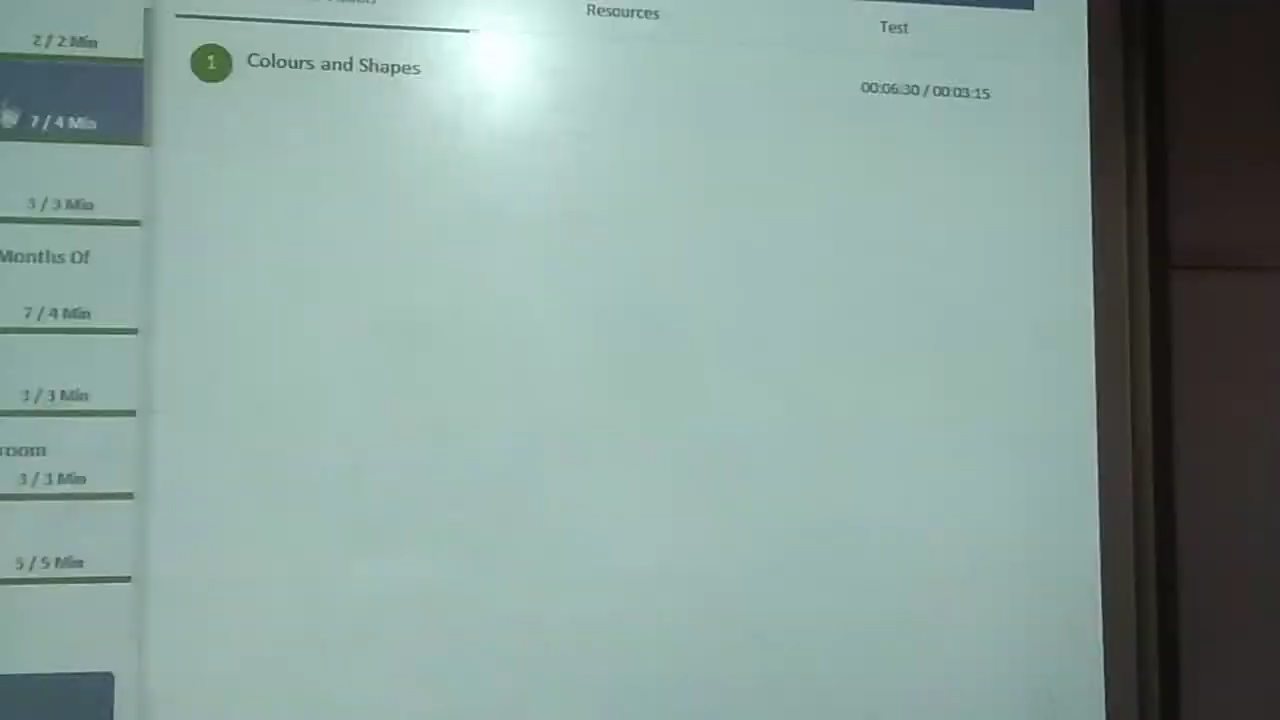 Resources
Test
1 Colours and Shapes
00:06:30 / 00:03:15
2 / 2 Min
7 / 4 Min
3 / 3 Min
Months Of
7 / 4 Min
3 / 3 Min
room
3 / 3 Min
5 / 5 Min